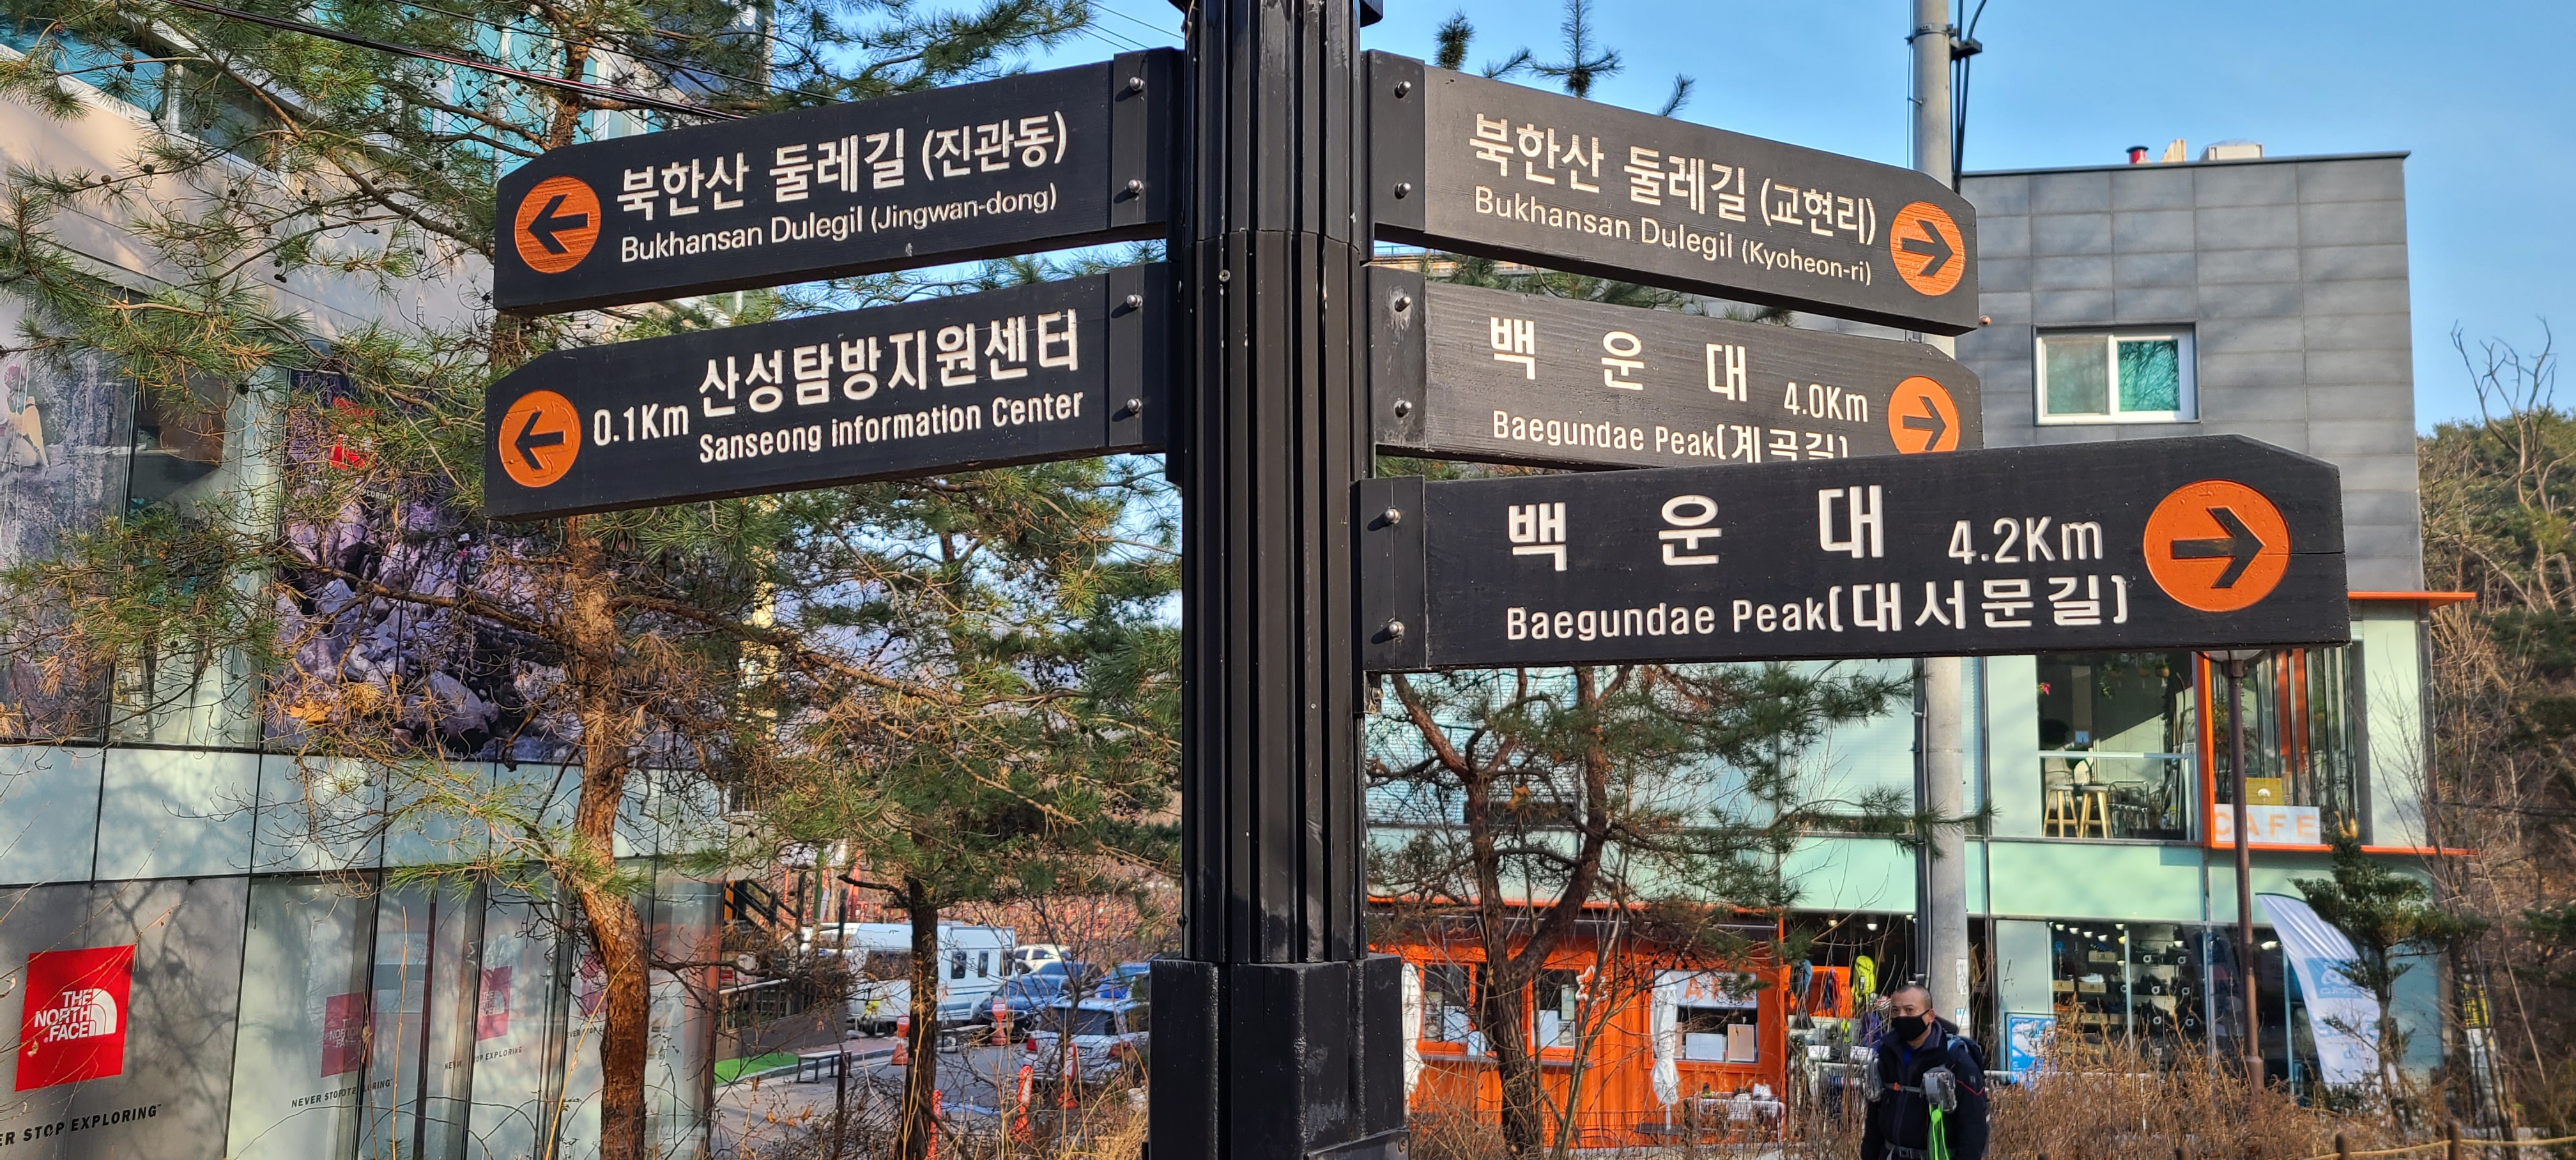 북한산 둘레길 (진관동)
Bukhansan Dulegil (Jingwan-dong)
0.1Km 산성탐방지원센터
Sanseong information Center
북한산 둘레길 (교현리)
Bukhansan Dulegil (Kyoheon-ri)
백 운 대 4.0Km
Baegundae Peak(계곡길)
백 운 대 4.2Km
Baegundae Peak(대서문길)
CAFE
THE
NORTH
FACE
STOP EXPLORING